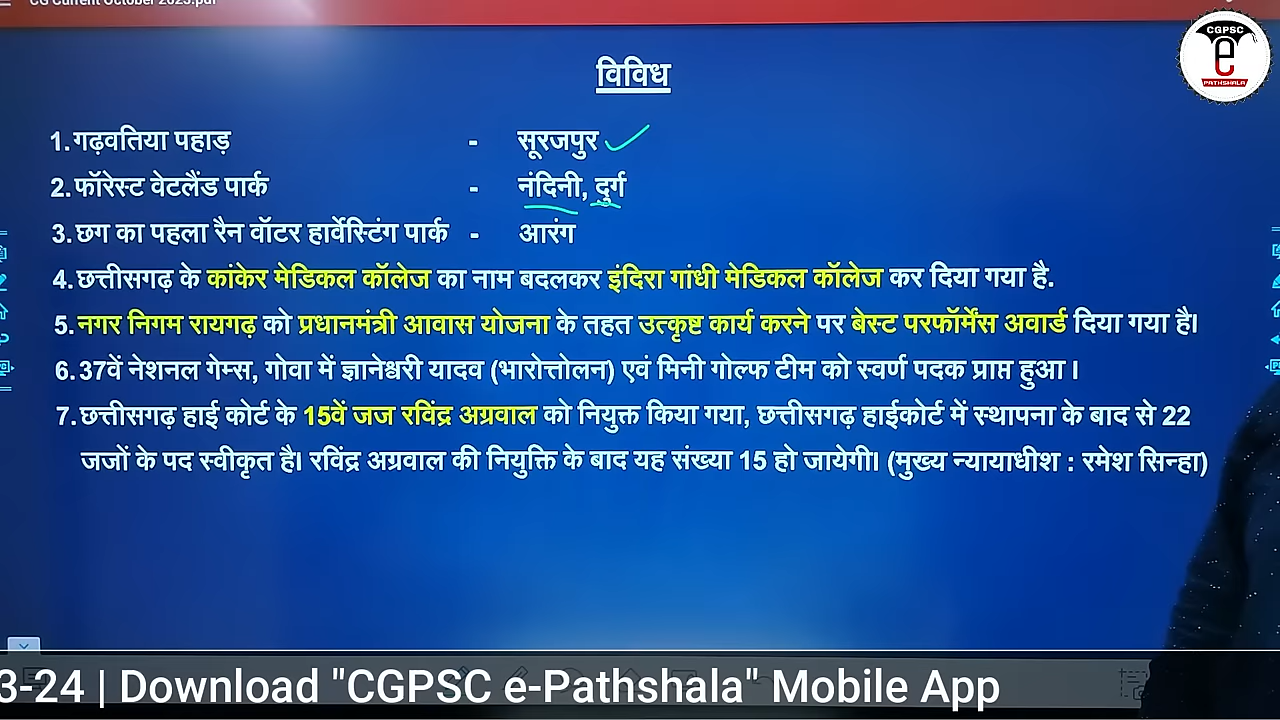 CG Current October 2023.pdf
CGPSC
e
PATHSHALA
विविध
1. गढ़वतिया पहाड़ - सूरजपुर
2. फॉरेस्ट वेटलैंड पार्क - नंदिनी, दुर्ग
3. छग का पहला रैन वॉटर हार्वेस्टिंग पार्क - आरंग
4. छत्तीसगढ़ के कांकेर मेडिकल कॉलेज का नाम बदलकर इंदिरा गांधी मेडिकल कॉलेज कर दिया गया है.
5. नगर निगम रायगढ़ को प्रधानमंत्री आवास योजना के तहत उत्कृष्ट कार्य करने पर बेस्ट परफॉर्मेंस अवार्ड दिया गया है।
6. 37वें नेशनल गेम्स, गोवा में ज्ञानेश्वरी यादव (भारोत्तोलन) एवं मिनी गोल्फ टीम को स्वर्ण पदक प्राप्त हुआ ।
7. छत्तीसगढ़ हाई कोर्ट के 15वें जज रविंद्र अग्रवाल को नियुक्त किया गया, छत्तीसगढ़ हाईकोर्ट में स्थापना के बाद से 22
जजों के पद स्वीकृत है। रविंद्र अग्रवाल की नियुक्ति के बाद यह संख्या 15 हो जायेगी। (मुख्य न्यायाधीश : रमेश सिन्हा)
3-24 | Download "CGPSC e-Pathshala" Mobile App